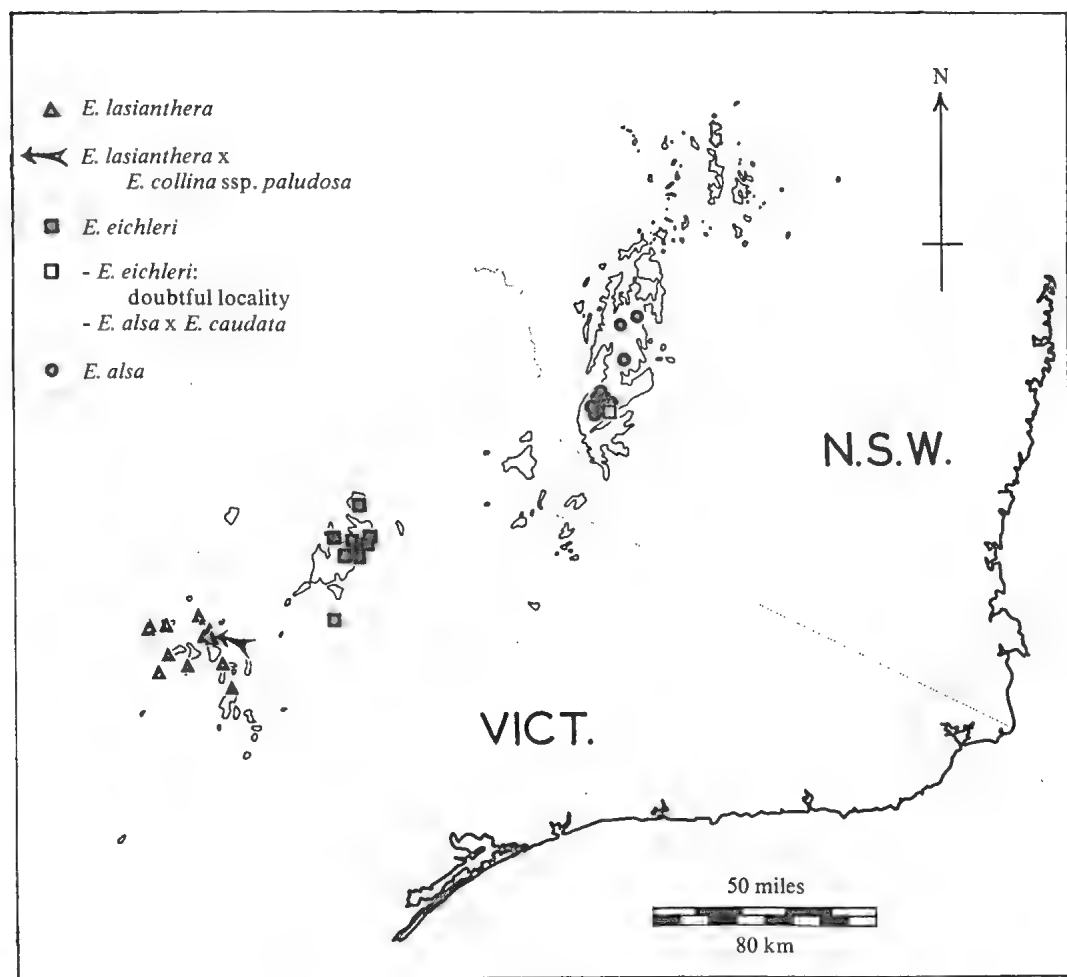 E. lasianthera
E. lasianthera x
E. collina ssp. paludosa
E. eichleri
- E. eichleri:
doubtful locality
- E. alsa x E. caudata
E. alsa
N
N.S.W.
VICT.
50 miles
80 km